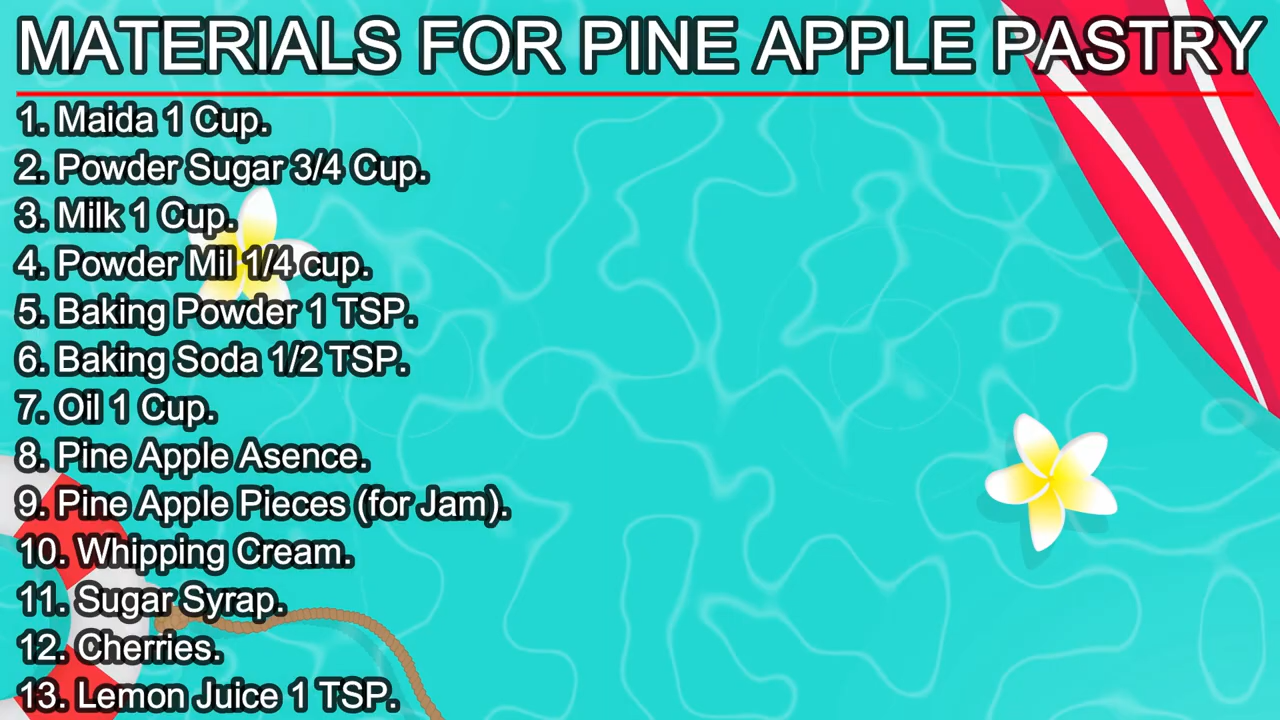 MATERIALS FOR PINE APPLE PASTRY
1. Maida 1 Cup.
2. Powder Sugar 3/4 Cup.
3. Milk 1 Cup.
4. Powder Mil 1/4 cup.
5. Baking Powder 1 TSP.
6. Baking Soda 1/2 TSP.
7. Oil 1 Cup.
8. Pine Apple Asence.
9. Pine Apple Pieces (for Jam).
10. Whipping Cream.
11. Sugar Syrap.
12. Cherries.
13. Lemon Juice 1 TSP.